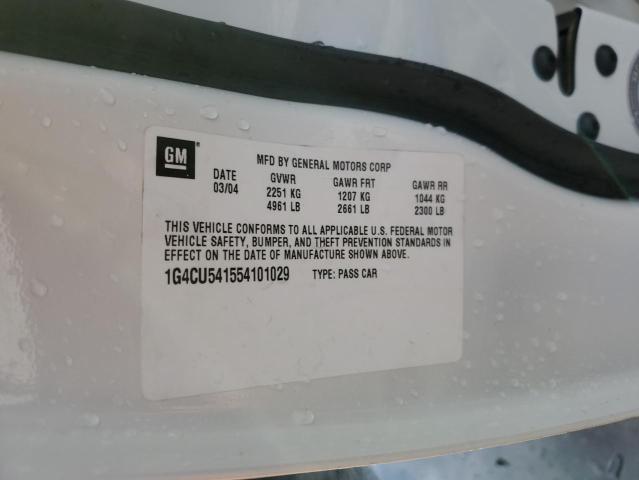 GM
MFD BY GENERAL MOTORS CORP
DATE GVWR GAWR FRT GAWR RR
03/04 2251 KG 1207 KG 1044 KG
4961 LB 2661 LB 2300 LB
THIS VEHICLE CONFORMS TO ALL APPLICABLE U.S. FEDERAL MOTOR
VEHICLE SAFETY, BUMPER, AND THEFT PREVENTION STANDARDS IN
EFFECT ON THE DATE OF MANUFACTURE SHOWN ABOVE.
1G4CU541554101029 TYPE: PASS CAR